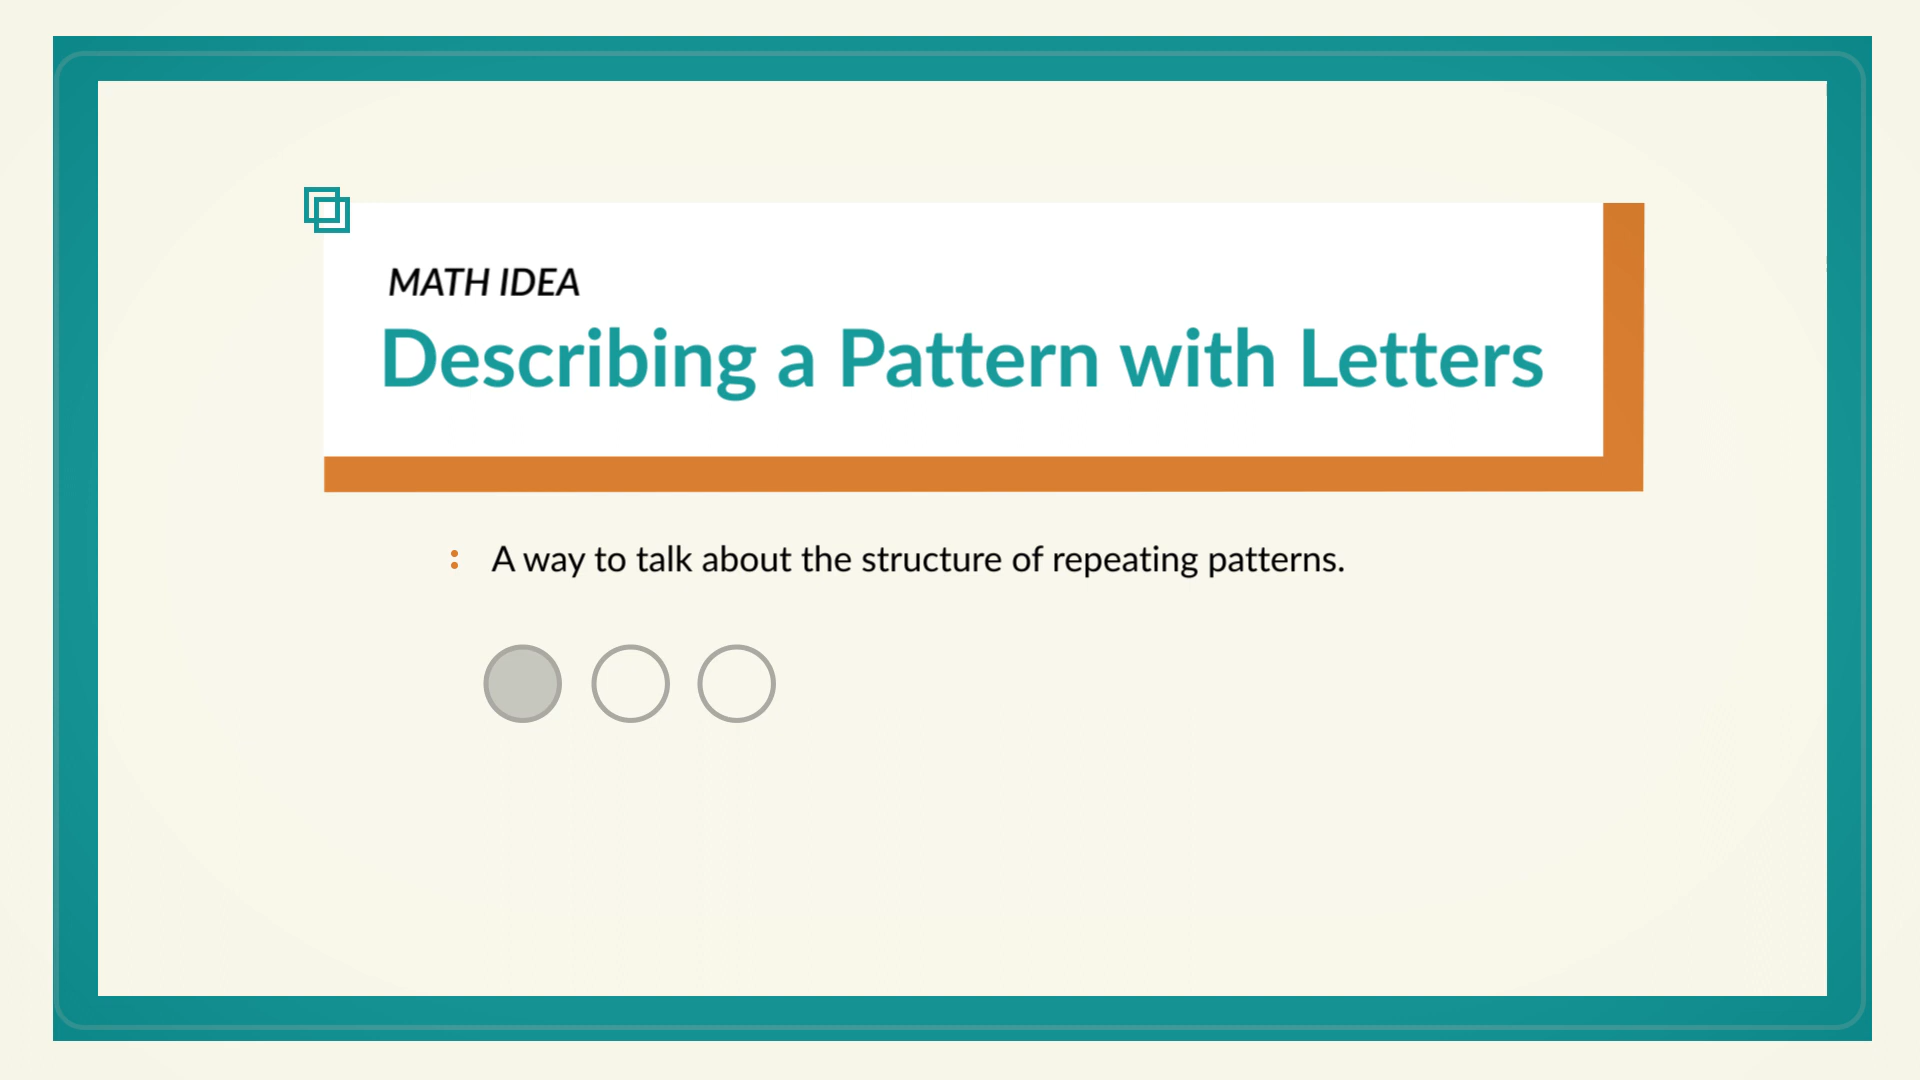 MATH IDEA
Describing a Pattern with Letters
A way to talk about the structure of repeating patterns.